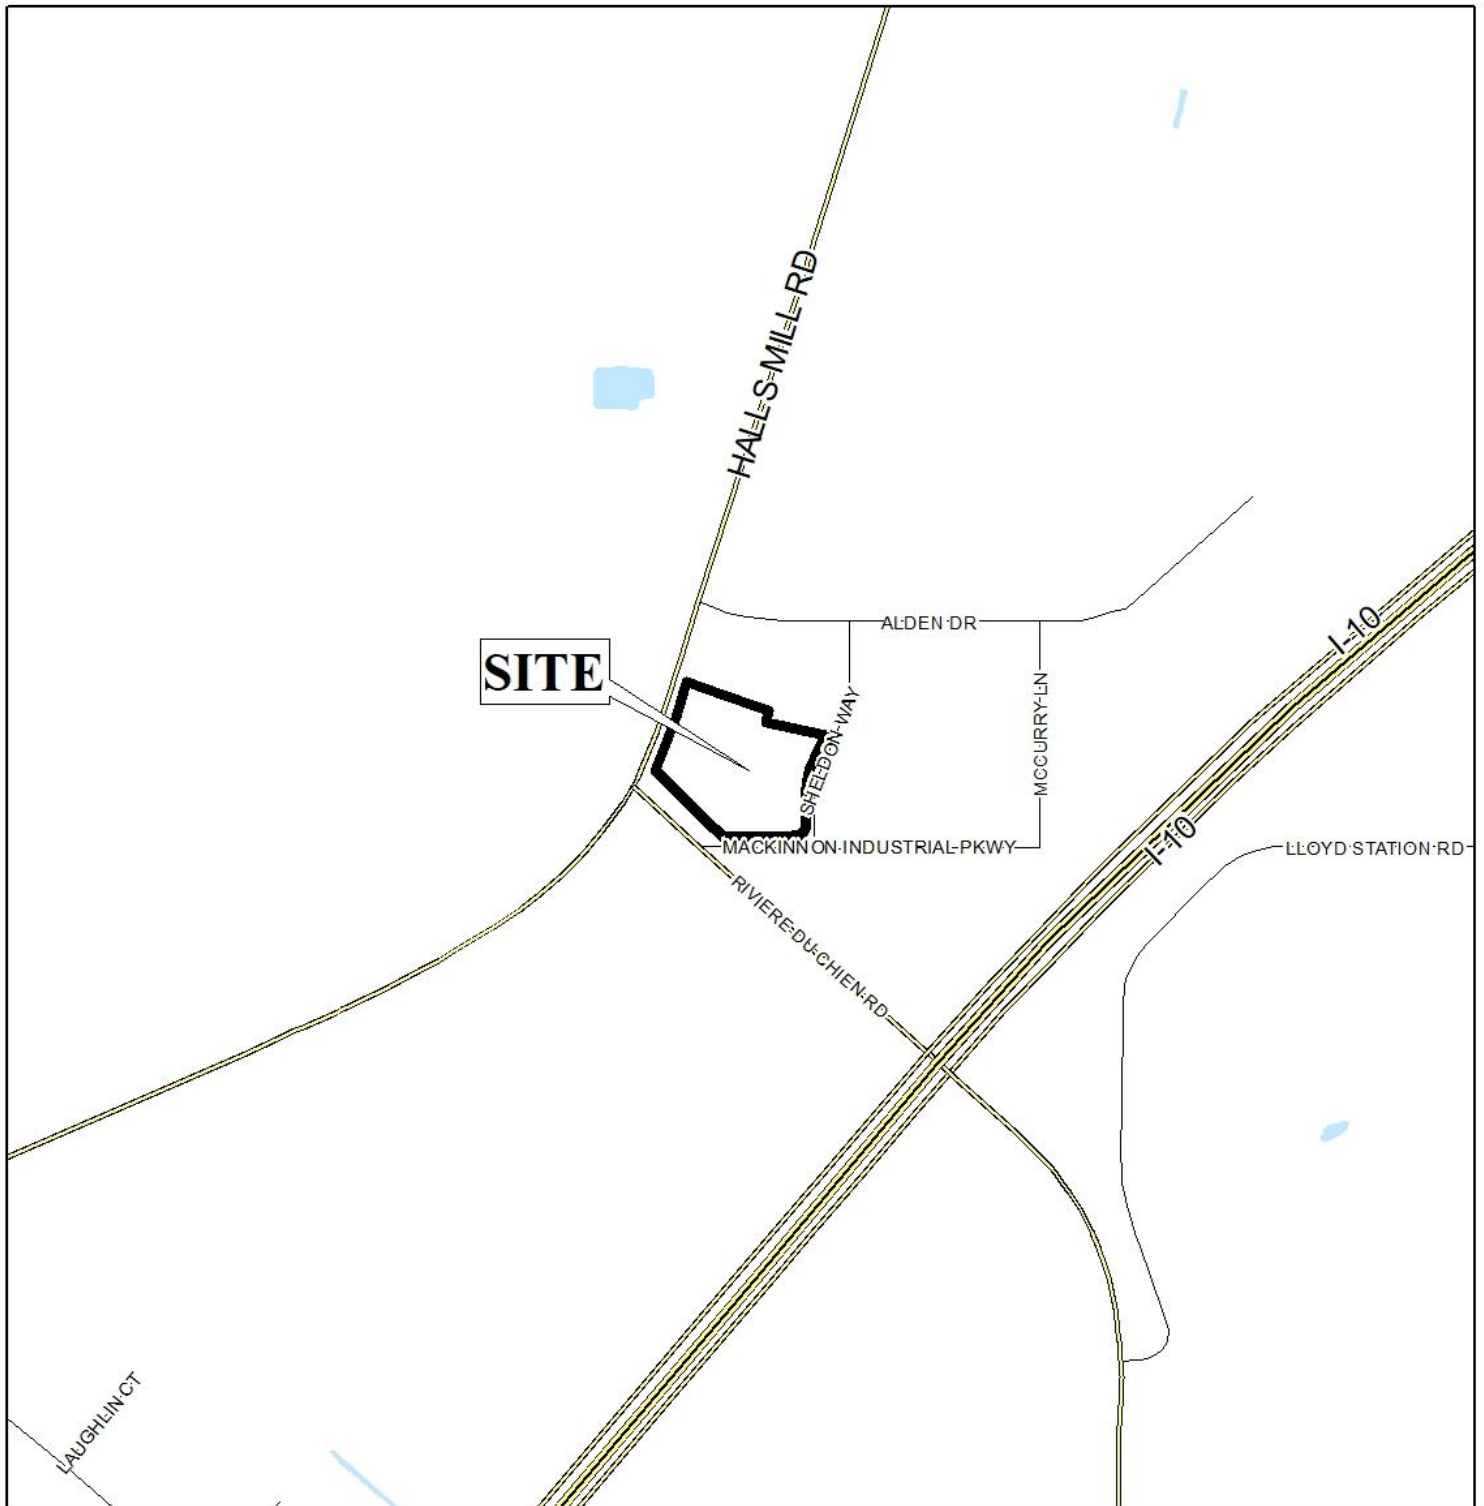 HALLS MILL RD
ALDEN DR
I-10
SITE
SHELDON WAY
MCCURRY LN
I-10
MACKINNON INDUSTRIAL PKWY
LLOYD STATION RD
RIVIERE DU CHIEN RD
LAUGHLIN CT